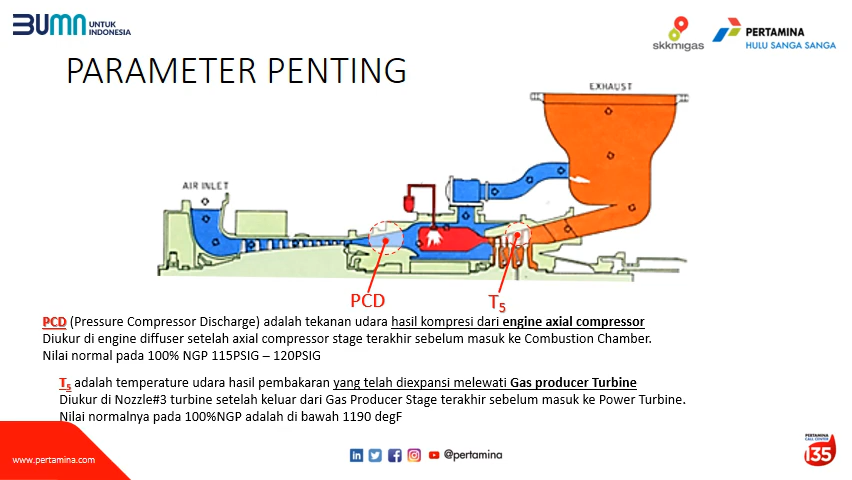 BUMN UNTUK INDONESIA
skkmigas
PERTAMINA
HULU SANGA SANGA
PARAMETER PENTING
EXHAUST
AIR INLET
PCD
T5
PCD (Pressure Compressor Discharge) adalah tekanan udara hasil kompresi dari engine axial compressor
Diukur di engine diffuser setelah axial compressor stage terakhir sebelum masuk ke Combustion Chamber.
Nilai normal pada 100% NGP 115PSIG – 120PSIG
T5 adalah temperature udara hasil pembakaran yang telah diexpansi melewati Gas producer Turbine
Diukur di Nozzle#3 turbine setelah keluar dari Gas Producer Stage terakhir sebelum masuk ke Power Turbine.
Nilai normalnya pada 100%NGP adalah di bawah 1190 degF
www.pertamina.com
@pertamina
PERTAMINA
CALL CENTER
135